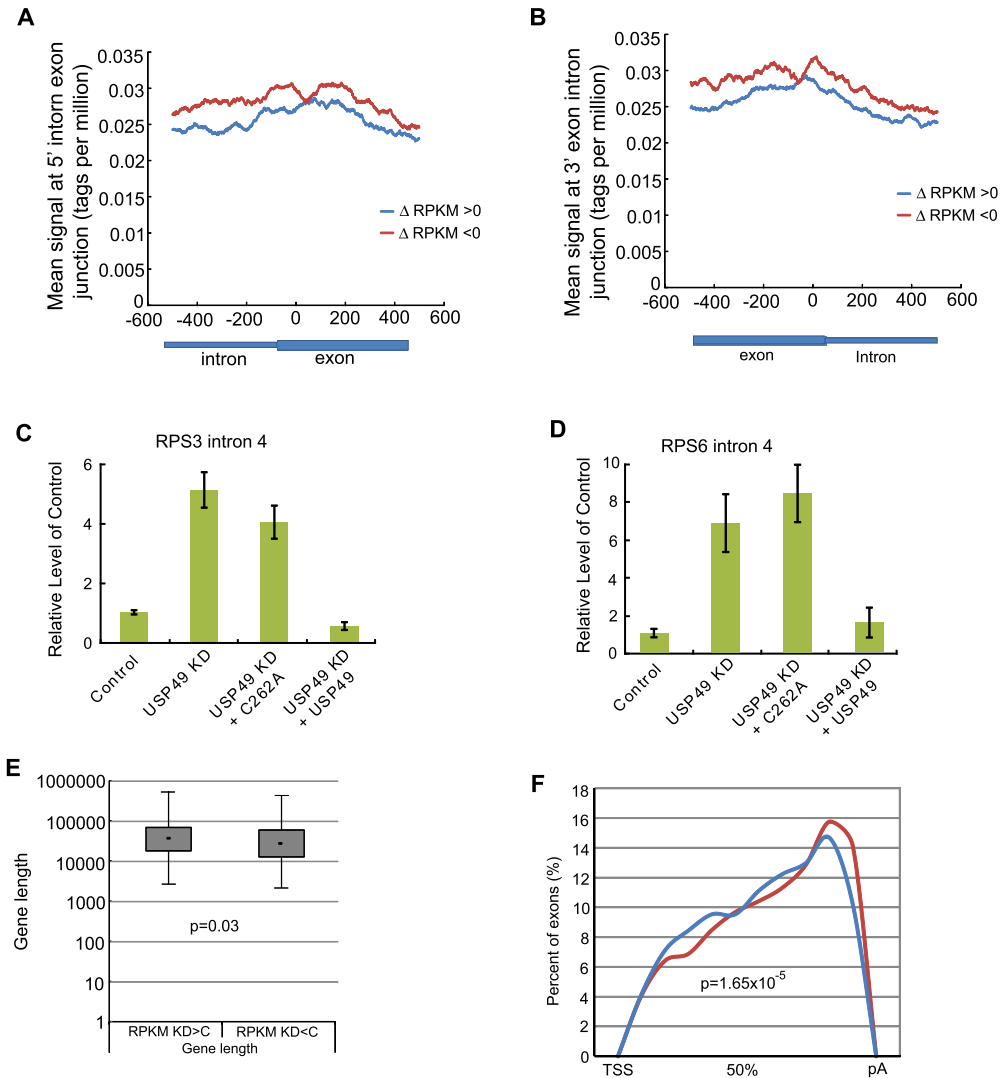 A
Mean signal at 5' intorn exon
junction (tags per million)
0.035
0.03
0.025
0.02
0.015
0.01
0.005
0
-600 -400 -200 0 200 400 600
Δ RPKM >0
Δ RPKM <0
intron exon
B
Mean signal at 3' exon intron
junction (tags per million)
0.035
0.03
0.025
0.02
0.015
0.01
0.005
0
-600 -400 -200 0 200 400 600
Δ RPKM >0
Δ RPKM <0
exon Intron
C
RPS3 intron 4
Relative Level of Control
6
4
2
0
Control
USP49 KD
USP49 KD
+ C262A
USP49 KD
+ USP49
D
RPS6 intron 4
Relative Level of Control
10
8
6
4
2
0
Control
USP49 KD
USP49 KD
+ C262A
USP49 KD
+ USP49
E
Gene length
1000000
100000
10000
1000
100
10
1
p=0.03
RPKM KD>C RPKM KD<C
Gene length
F
Percent of exons (%)
18
16
14
12
10
8
6
4
2
0
p=1.65x10-5
TSS 50% pA